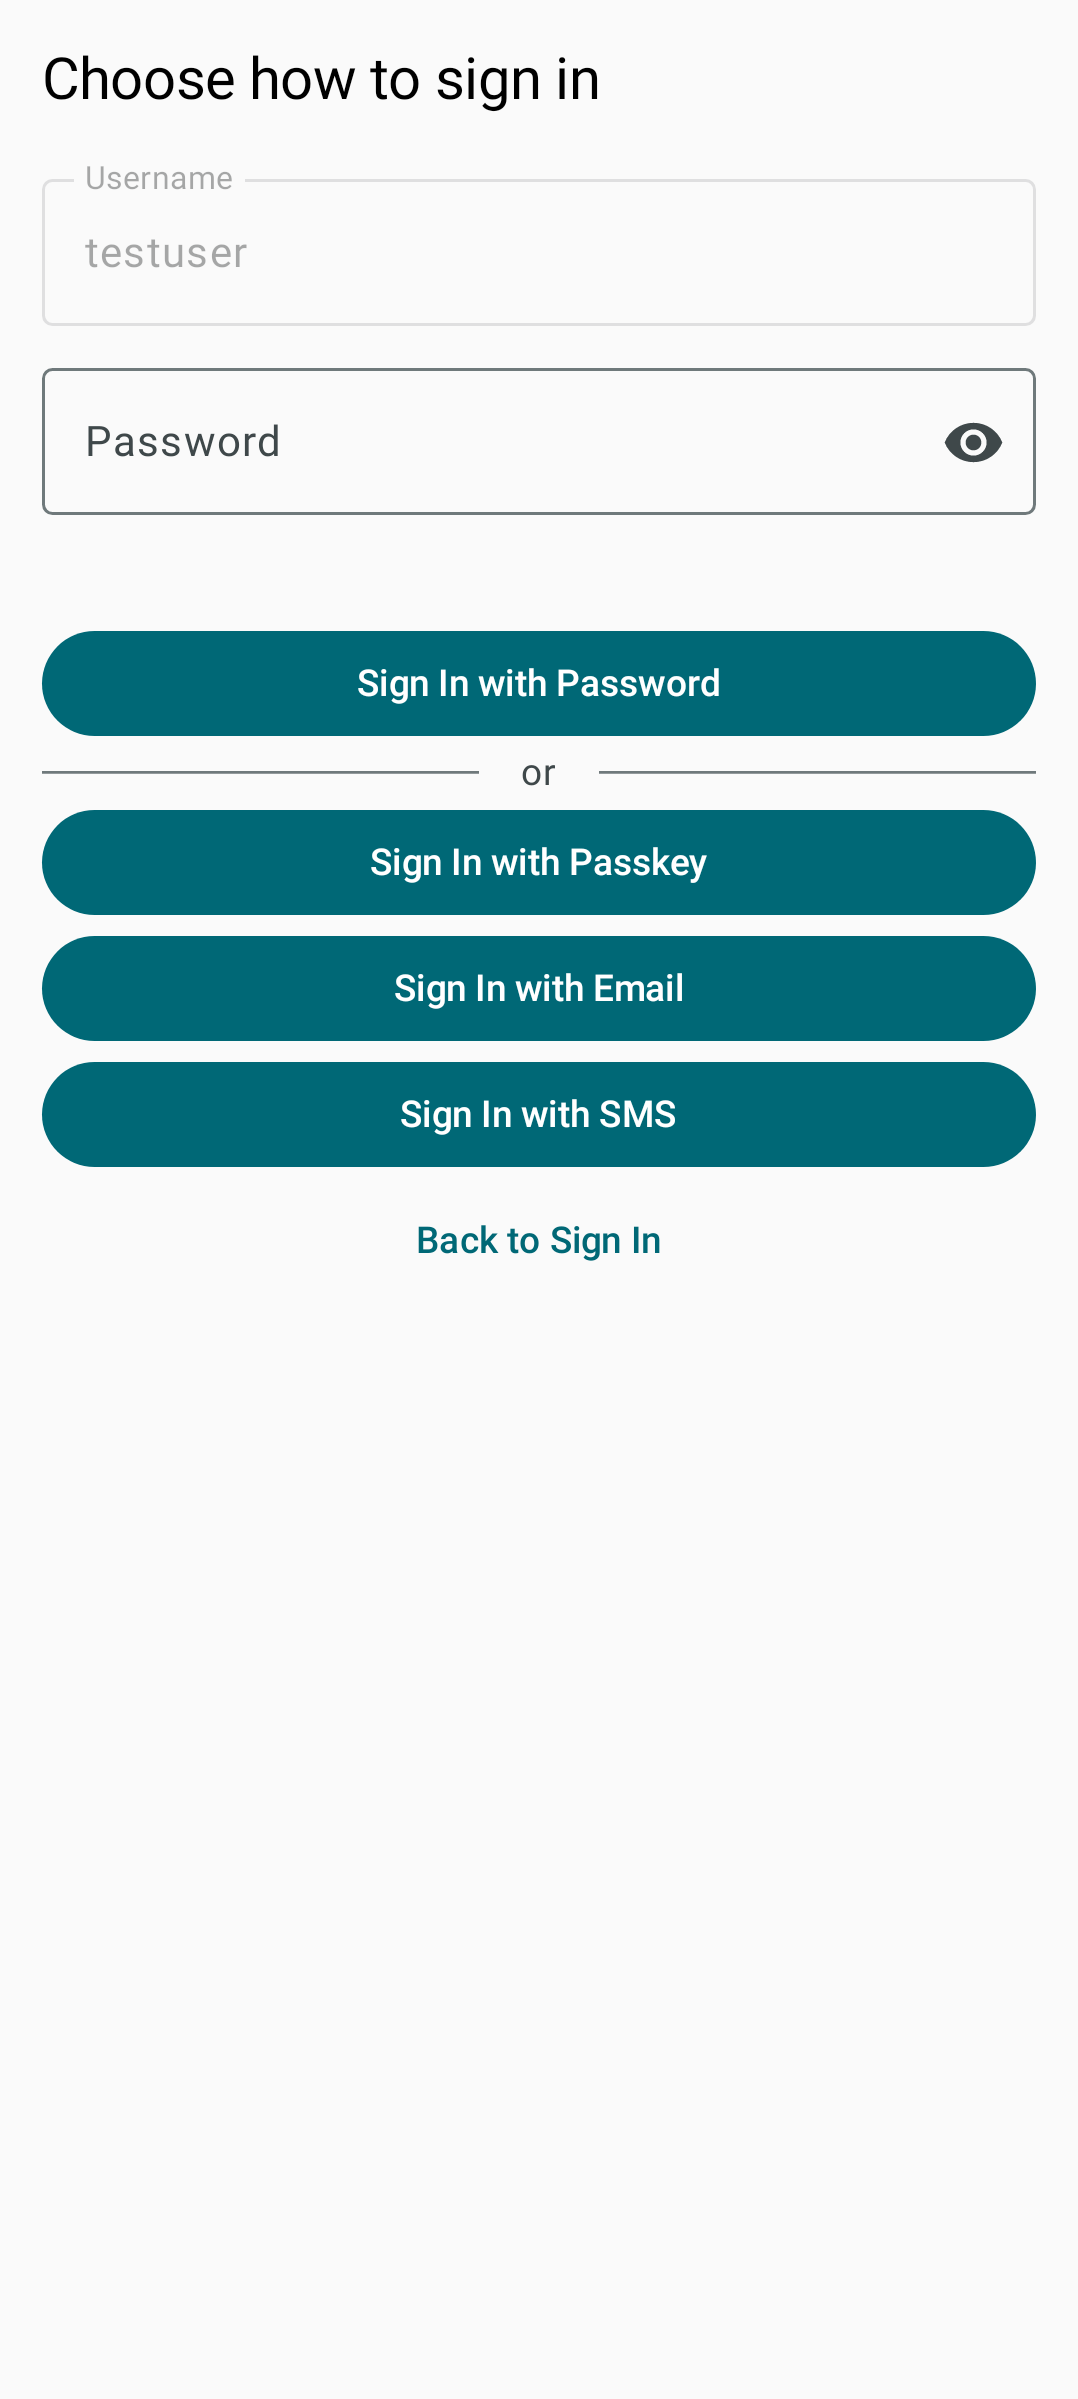 Choose how to sign in
Username
testuser
Password
Sign In with Password
or
Sign In with Passkey
Sign In with Email
Sign In with SMS
Back to Sign In